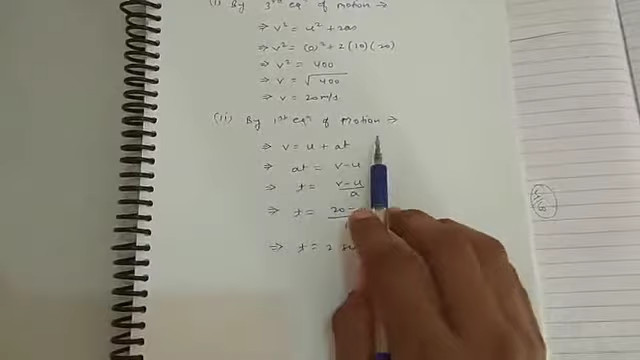 (i) By 3rd eqn of motion ⇒
⇒ v² = u² + 2as
⇒ v² = (0)² + 2(10)(20)
⇒ v² = 400
⇒ v = √400
⇒ v = 20 m/s
(ii) By 1st eqn of Motion ⇒
⇒ v = u + at
⇒ at = v-u
⇒ t = v-u/a
⇒ t = 20-
⇒ t = 2